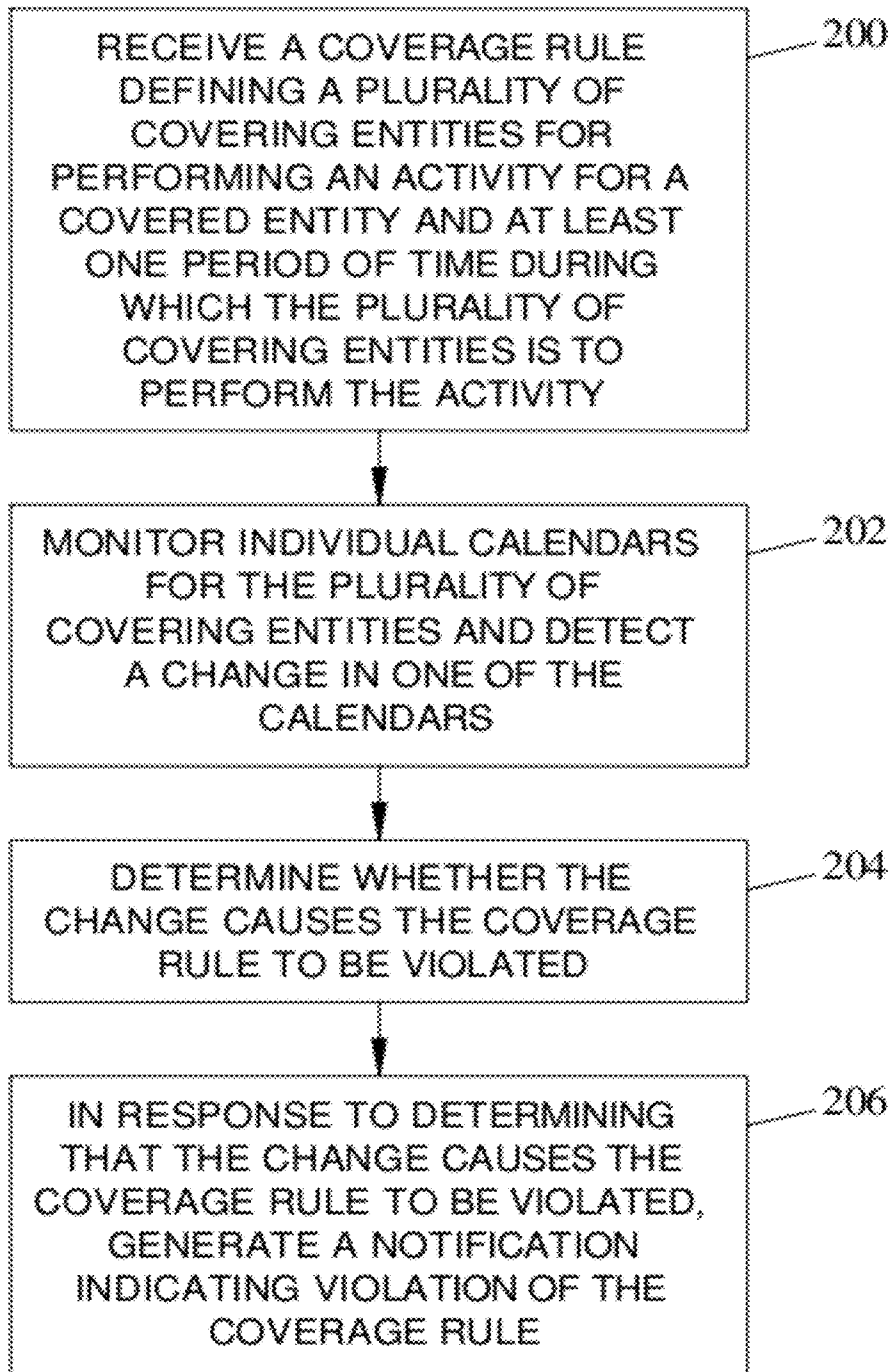 RECEIVE A COVERAGE RULE
DEFINING A PLURALITY OF
COVERING ENTITIES FOR
PERFORMING AN ACTIVITY FOR A
COVERED ENTITY AND AT LEAST
ONE PERIOD OF TIME DURING
WHICH THE PLURALITY OF
COVERING ENTITIES IS TO
PERFORM THE ACTIVITY
200
MONITOR INDIVIDUAL CALENDARS
FOR THE PLURALITY OF
COVERING ENTITIES AND DETECT
A CHANGE IN ONE OF THE
CALENDARS
202
DETERMINE WHETHER THE
CHANGE CAUSES THE COVERAGE
RULE TO BE VIOLATED
204
IN RESPONSE TO DETERMINING
THAT THE CHANGE CAUSES THE
COVERAGE RULE TO BE VIOLATED,
GENERATE A NOTIFICATION
INDICATING VIOLATION OF THE
COVERAGE RULE
206